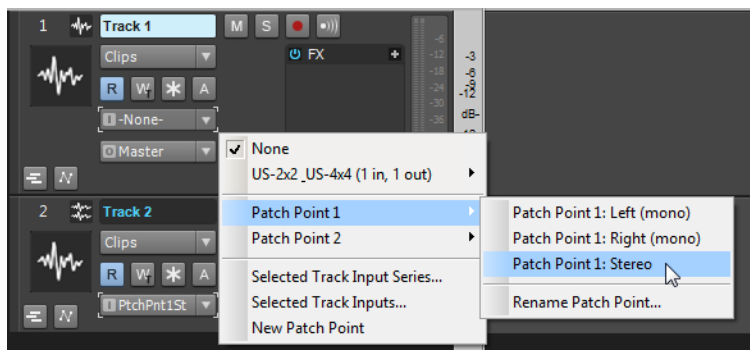 1 Track 1 M S
Clips
FX
R W A
-None-
Master
-6
-12
-18
-24
-30
-36
-3
-6
-9
-12
dB-
None
US-2x2 _US-4x4 (1 in, 1 out)
Patch Point 1
Patch Point 2
Selected Track Input Series...
Selected Track Inputs...
New Patch Point
Patch Point 1: Left (mono)
Patch Point 1: Right (mono)
Patch Point 1: Stereo
Rename Patch Point...
2 Track 2
Clips
R W A
PtchPnt1St